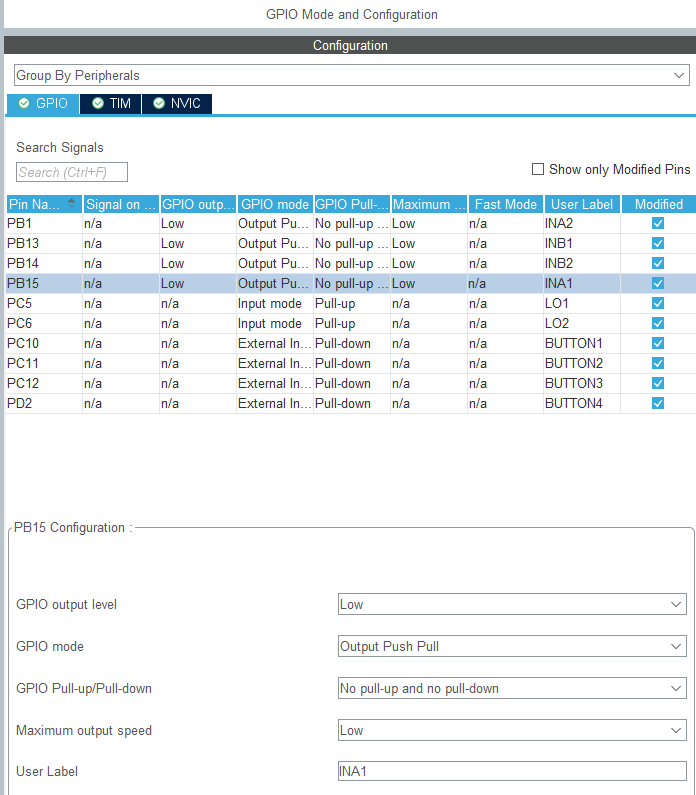 GPIO Mode and Configuration
Configuration
Group By Peripherals
GPIO TIM NVIC
Search Signals
Search (Ctrl+F) Show only Modified Pins
Pin Na... Signal on ... GPIO outp... GPIO mode GPIO Pull-... Maximum ... Fast Mode User Label Modified
PB1 n/a Low Output Pu... No pull-up ... Low n/a INA2
PB13 n/a Low Output Pu... No pull-up ... Low n/a INB1
PB14 n/a Low Output Pu... No pull-up ... Low n/a INB2
PB15 n/a Low Output Pu... No pull-up ... Low n/a INA1
PC5 n/a n/a Input mode Pull-up n/a n/a LO1
PC6 n/a n/a Input mode Pull-up n/a n/a LO2
PC10 n/a n/a External In... Pull-down n/a n/a BUTTON1
PC11 n/a n/a External In... Pull-down n/a n/a BUTTON2
PC12 n/a n/a External In... Pull-down n/a n/a BUTTON3
PD2 n/a n/a External In... Pull-down n/a n/a BUTTON4
PB15 Configuration :
GPIO output level Low
GPIO mode Output Push Pull
GPIO Pull-up/Pull-down No pull-up and no pull-down
Maximum output speed Low
User Label INA1